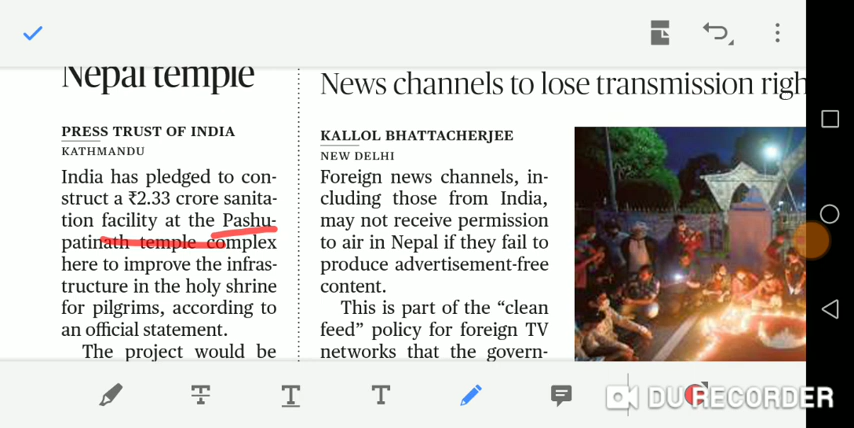 Nepal temple
PRESS TRUST OF INDIA
KATHMANDU
India has pledged to con-
struct a ₹2.33 crore sanita-
tion facility at the Pashu-
patinath temple complex
here to improve the infras-
tructure in the holy shrine
for pilgrims, according to
an official statement.
The project would be
News channels to lose transmission righ
KALLOL BHATTACHERJEE
NEW DELHI
Foreign news channels, in-
cluding those from India,
may not receive permission
to air in Nepal if they fail to
produce advertisement-free
content.
This is part of the “clean
feed” policy for foreign TV
networks that the govern-
T T T
DU RECORDER